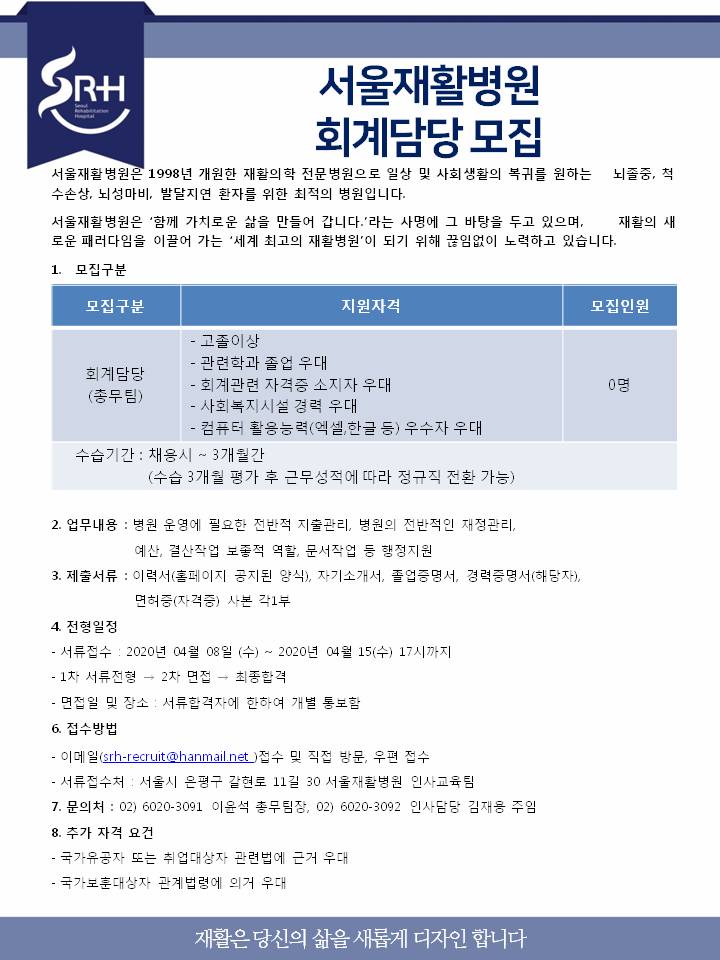 SRH
Seoul
Rehabilitation
Hospital
서울재활병원
회계담당 모집
서울재활병원은 1998년 개원한 재활의학 전문병원으로 일상 및 사회생활의 복귀를 원하는 뇌졸중, 척
수손상, 뇌성마비, 발달지연 환자를 위한 최적의 병원입니다.
서울재활병원은 ‘함께 가치로운 삶을 만들어 갑니다.’라는 사명에 그 바탕을 두고 있으며, 재활의 새
로운 패러다임을 이끌어 가는 ‘세계 최고의 재활병원’이 되기 위해 끊임없이 노력하고 있습니다.
1. 모집구분
모집구분 지원자격 모집인원
회계담당
(총무팀)
- 고졸이상
- 관련학과 졸업 우대
- 회계관련 자격증 소지자 우대
- 사회복지시설 경력 우대
- 컴퓨터 활용능력(엑셀,한글 등) 우수자 우대
0명
수습기간 : 채용시 ~ 3개월간
(수습 3개월 평가 후 근무성적에 따라 정규직 전환 가능)
2. 업무내용 : 병원 운영에 필요한 전반적 지출관리, 병원의 전반적인 재정관리,
예산, 결산작업 보좌적 역할, 문서작업 등 행정지원
3. 제출서류 : 이력서(홈페이지 공지된 양식), 자기소개서, 졸업증명서, 경력증명서(해당자),
면허증(자격증) 사본 각1부
4. 전형일정
- 서류접수 : 2020년 04월 08일 (수) ~ 2020년 04월 15(수) 17시까지
- 1차 서류전형 → 2차 면접 → 최종합격
- 면접일 및 장소 : 서류합격자에 한하여 개별 통보함
6. 접수방법
- 이메일(srh-recruit@hanmail.net )접수 및 직접 방문, 우편 접수
- 서류접수처 : 서울시 은평구 갈현로 11길 30 서울재활병원 인사교육팀
7. 문의처 : 02) 6020-3091 이윤석 총무팀장, 02) 6020-3092 인사담당 김재용 주임
8. 추가 자격 요건
- 국가유공자 또는 취업대상자 관련법에 근거 우대
- 국가보훈대상자 관계법령에 의거 우대
재활은 당신의 삶을 새롭게 디자인 합니다